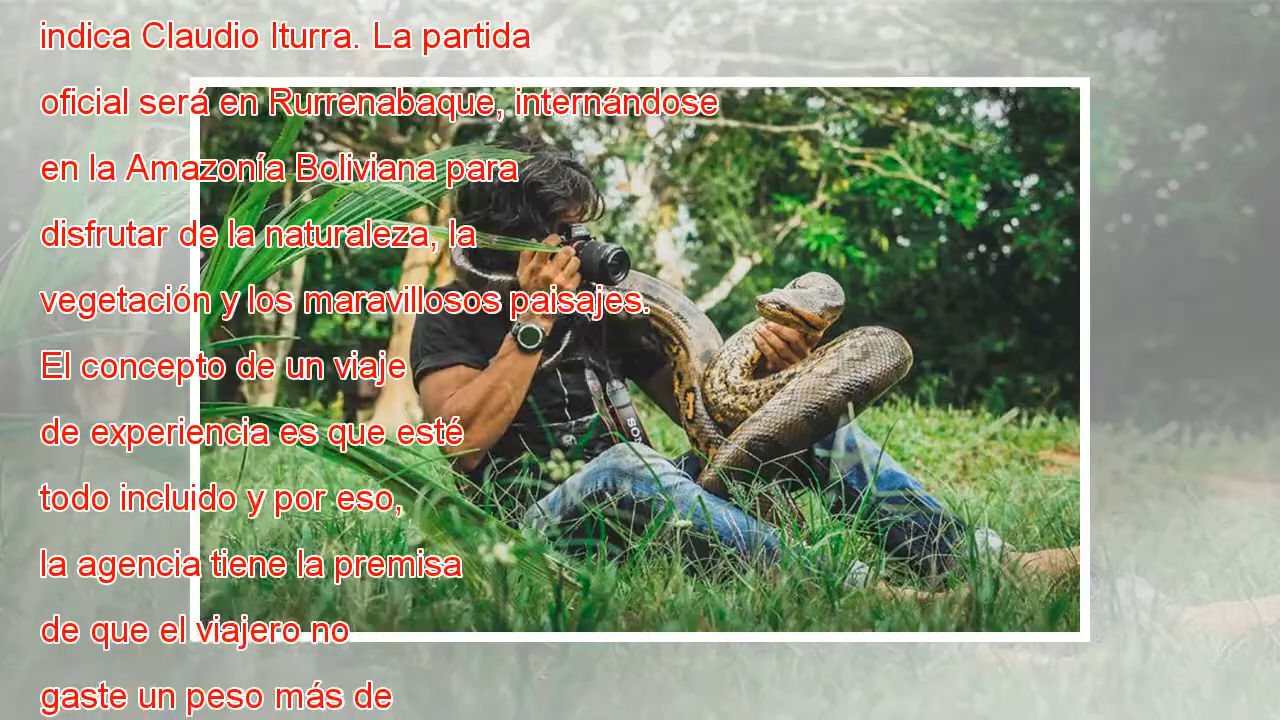 indica Claudio Iturra. La partida
oficial será en Rurrenabaque, internándose
en la Amazonía Boliviana para
disfrutar de la naturaleza, la
vegetación y los maravillosos paisajes.
El concepto de un viaje
de experiencia es que esté
todo incluido y por eso,
la agencia tiene la premisa
de que el viajero no
gaste un peso más de